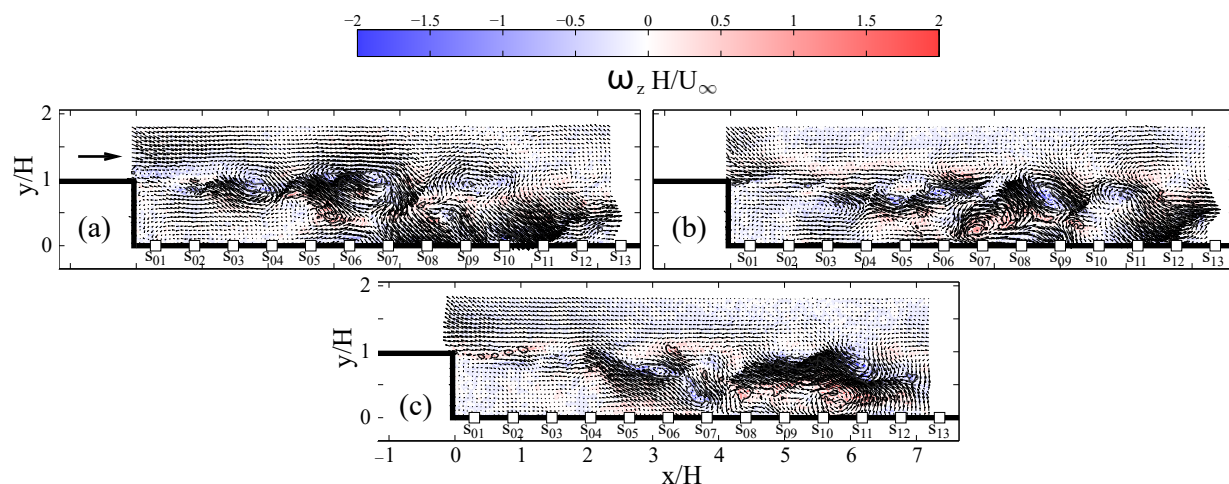 −2 −1.5 −1 −0.5 0 0.5 1 1.5 2
ω_z H/U_∞
y/H
2
1
0
(a)
s01 s02 s03 s04 s05 s06 s07 s08 s09 s10 s11 s12 s13
(b)
s01 s02 s03 s04 s05 s06 s07 s08 s09 s10 s11 s12 s13
y/H
2
1
0
(c)
s01 s02 s03 s04 s05 s06 s07 s08 s09 s10 s11 s12 s13
−1 0 1 2 3 4 5 6 7
x/H